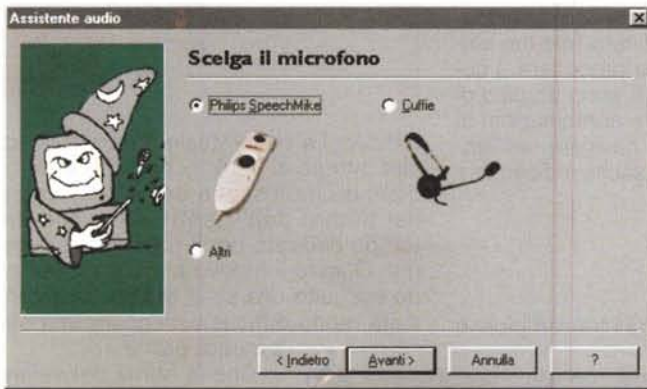 Assistente audio
Scelga il microfono
Philips SpeechMike
Cuffie
Altri
< Indietro
Avanti >
Annulla
?